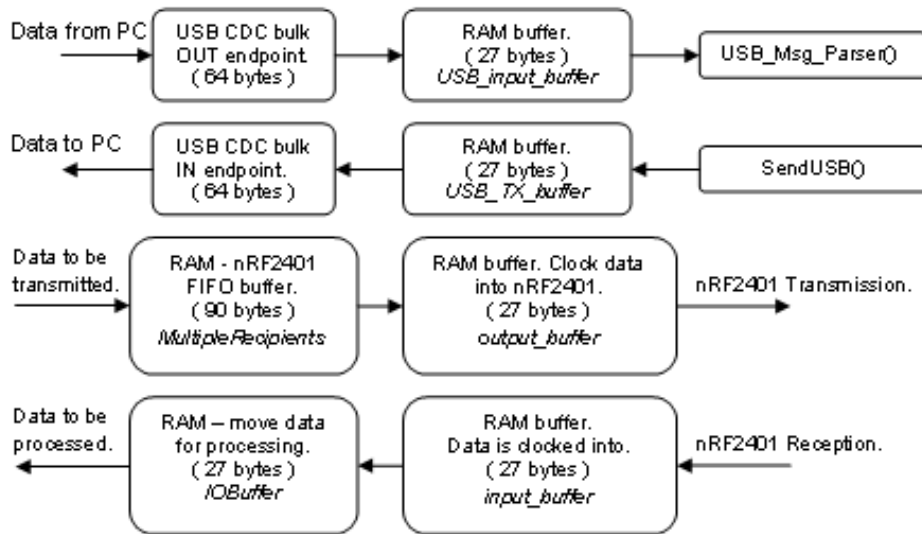 Data from PC
USB CDC bulk
OUT endpoint.
( 64 bytes )
RAM buffer.
( 27 bytes )
USB_input_buffer
USB_Msg_Parser()
Data to PC
USB CDC bulk
IN endpoint.
( 64 bytes )
RAM buffer.
( 27 bytes )
USB_TX_buffer
SendUSB()
Data to be
transmitted.
RAM - nRF2401
FIFO buffer.
( 90 bytes )
MultipleRecipients
RAM buffer. Clock data
into nRF2401.
( 27 bytes )
output_buffer
nRF2401 Transmission.
Data to be
processed.
RAM – move data
for processing.
( 27 bytes )
IOBuffer
RAM buffer.
Data is clocked into.
( 27 bytes )
input_buffer
nRF2401 Reception.